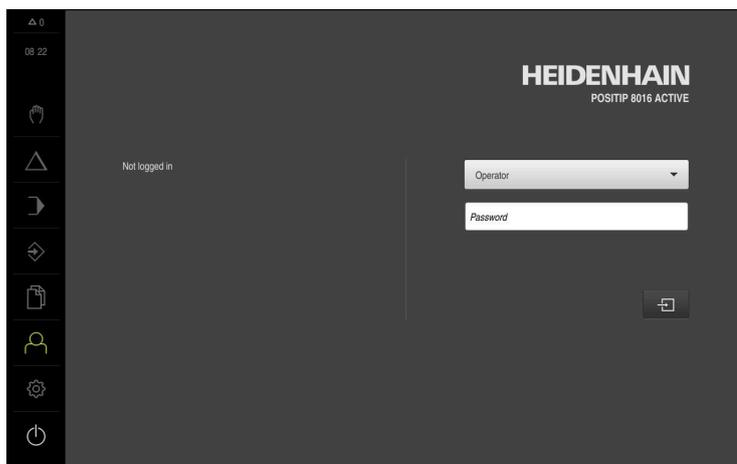 0
08 22
HEIDENHAIN
POSITIP 8016 ACTIVE
Not logged in
Operator
Password